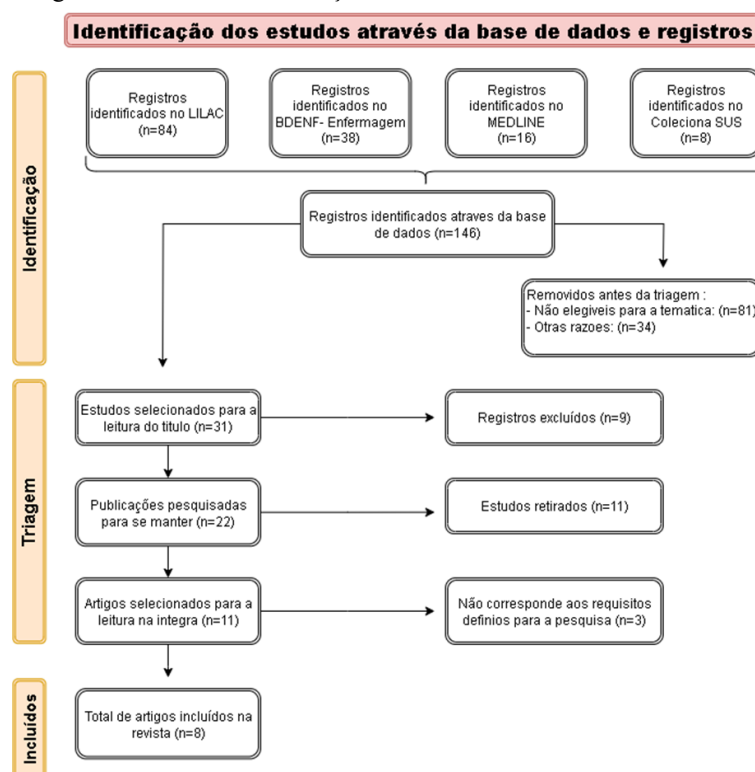 Identificação dos estudos através da base de dados e registros
Identificação
Registros
identificados no LILAC
(n=84)
Registros
identificados no
BDENF- Enfermagem
(n=38)
Registros
identificados no
MEDLINE
(n=16)
Registros
identificados no
Coleciona SUS
(n=8)
Registros identificados atraves da base
de dados (n=146)
Removidos antes da triagem :
- Não elegiveis para a tematica: (n=81)
- Otras razoes: (n=34)
Triagem
Estudos selecionados para a
leitura do titulo (n=31)
Registros excluídos (n=9)
Publicações pesquisadas
para se manter (n=22)
Estudos retirados (n=11)
Artigos selecionados para a
leitura na integra (n=11)
Não corresponde aos requisitos
definios para a pesquisa (n=3)
Incluídos
Total de artigos incluídos na
revista (n=8)